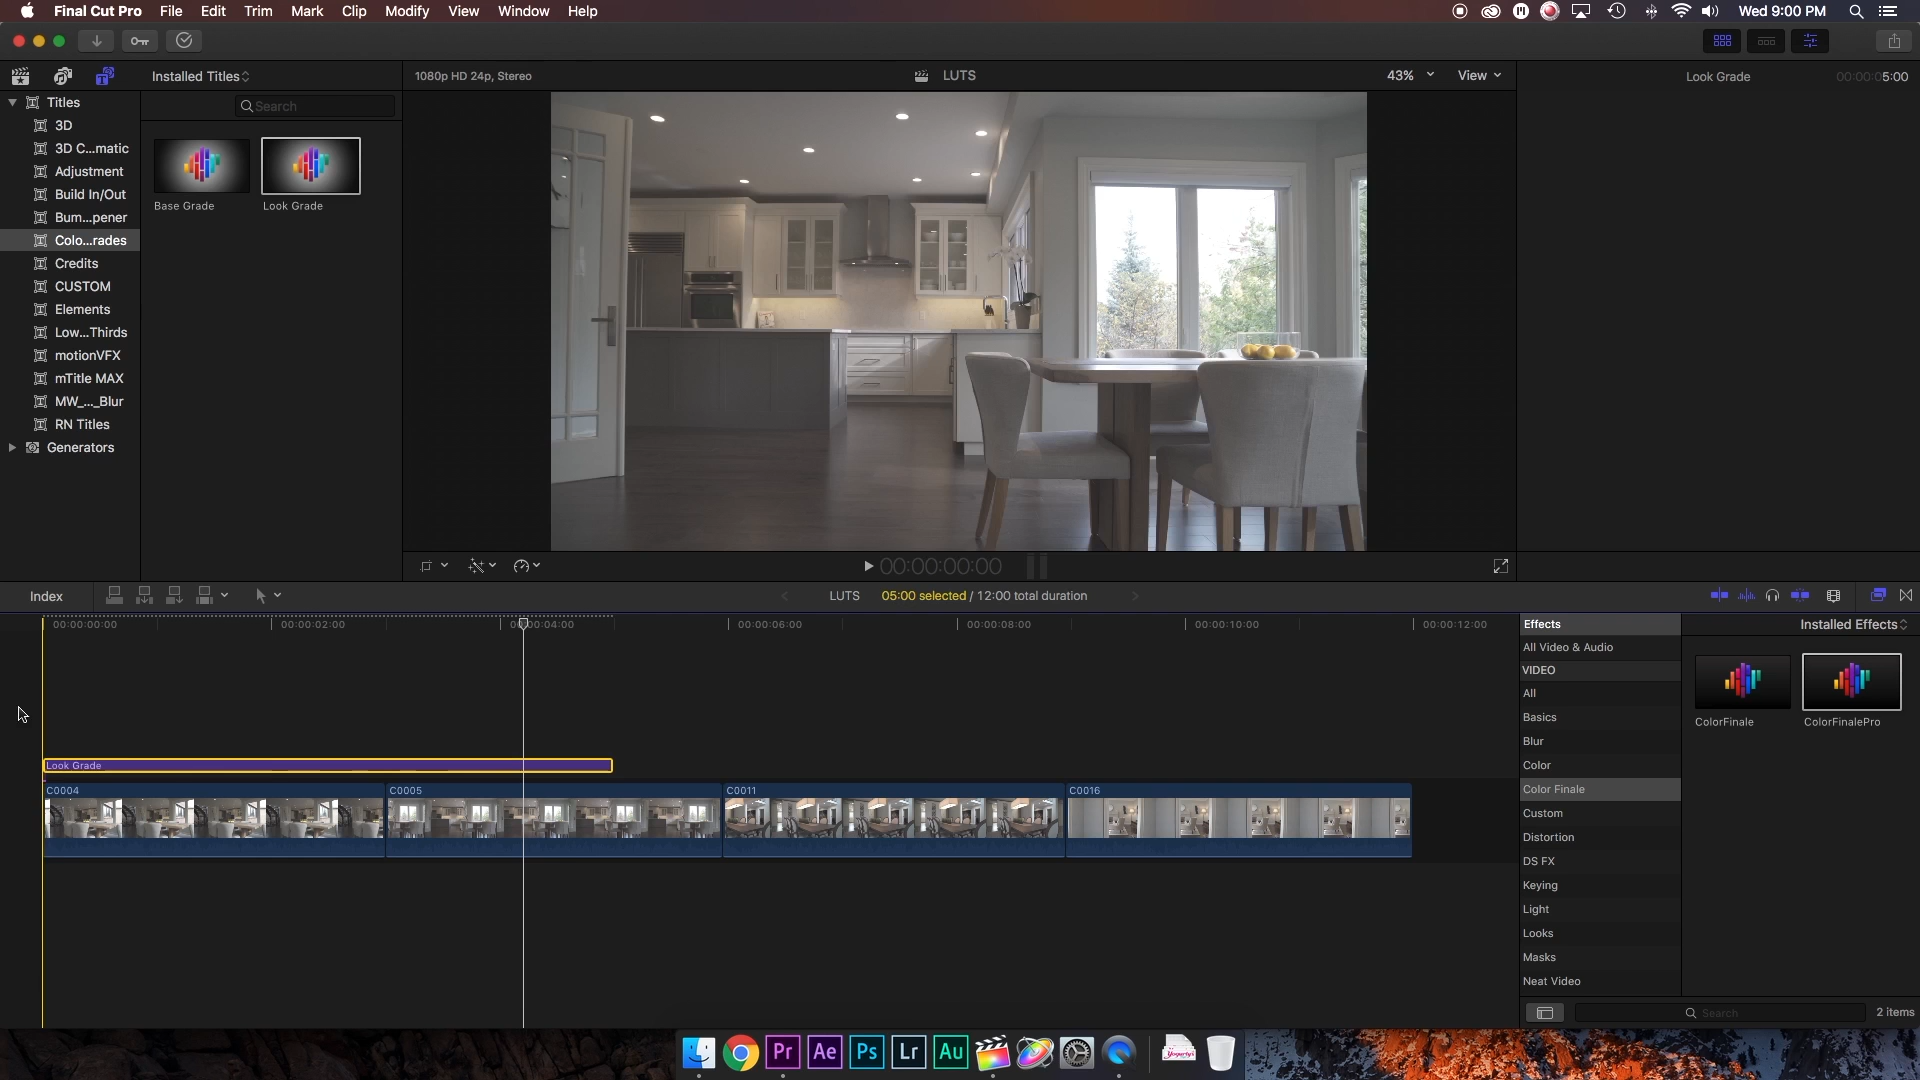 Final Cut Pro File Edit Trim Mark Clip Modify View Window Help
Wed 9:00 PM
Installed Titles
1080p HD 24p, Stereo
LUTS
43%
View
Look Grade
00:00:05:00
Titles
Search
3D
3D C...matic
Adjustment
Build In/Out
Bum...pener
Colo...rades
Credits
CUSTOM
Elements
Low...Thirds
motionVFX
mTitle MAX
MW_..._Blur
RN Titles
Generators
Base Grade
Look Grade
00:00:00:00
Index
LUTS
05:00 selected / 12:00 total duration
00:00:00:00
00:00:02:00
00:00:04:00
00:00:06:00
00:00:08:00
00:00:10:00
00:00:12:00
Look Grade
C0004
C0005
C0011
C0016
Effects
Installed Effects
All Video & Audio
VIDEO
All
Basics
Blur
Color
Color Finale
Custom
Distortion
DS FX
Keying
Light
Looks
Masks
Neat Video
ColorFinale
ColorFinalePro
Search
2 items
Pr
Ae
Ps
Lr
Au